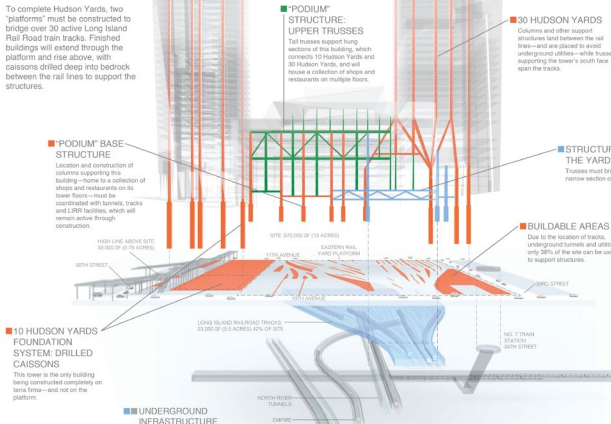 To complete Hudson Yards, two
"platforms" must be constructed to
bridge over 30 active Long Island
Rail Road train tracks. Finished
buildings will extend through the
platform and rise above, with
caissons drilled deep into bedrock
between the rail lines to support the
structures.
"PODIUM"
STRUCTURE:
UPPER TRUSSES
Tall trusses support hung
sections of this building, which
connects 10 Hudson Yards and
30 Hudson Yards, and will
house a collection of shops and
restaurants on multiple floors.
30 HUDSON YARDS
Columns and other support
structures land between the rail
lines—and are placed to avoid
underground utilities—while trusse
supporting the tower's south face
span the tracks.
"PODIUM" BASE
STRUCTURE
Location and construction of
columns supporting this
building—home to a collection of
shops and restaurants on its
lower floors—must be
coordinated with tunnels, tracks
and LIRR facilities, which will
remain active through
construction.
STRUCTUR
THE YARD
Trusses must bri
narrow section o
BUILDABLE AREAS
Due to the location of tracks,
underground tunnels and utilitie
only 38% of the site can be use
to support structures.
SITE: 570,000 SF (13 ACRES)
HIGH LINE ABOVE SITE
33,000 SF (0.75 ACRES)
11TH AVENUE
EASTERN RAIL
YARD PLATFORM
30TH STREET
33RD STREET
10TH AVENUE
LONG ISLAND RAILROAD TRACKS
NO. 7 TRAIN
STATION
34TH STREET
10 HUDSON YARDS
FOUNDATION
SYSTEM: DRILLED
CAISSONS
This tower is the only building
being constructed completely on
terra firma—and not on the
platform.
NORTH RIVER
TUNNELS
EMPIRE
UNDERGROUND
INFRASTRUCTURE